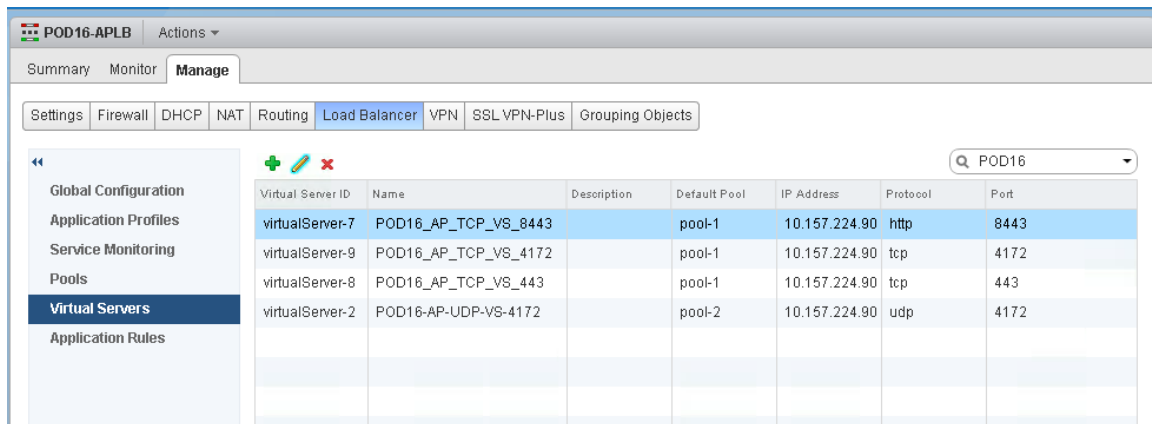 POD16-APLB Actions
Summary Monitor Manage
Settings Firewall DHCP NAT Routing Load Balancer VPN SSL VPN-Plus Grouping Objects
POD16
Global Configuration
Application Profiles
Service Monitoring
Pools
Virtual Servers
Application Rules
Virtual Server ID Name Description Default Pool IP Address Protocol Port
virtualServer-7 POD16_AP_TCP_VS_8443 pool-1 10.157.224.90 http 8443
virtualServer-9 POD16_AP_TCP_VS_4172 pool-1 10.157.224.90 tcp 4172
virtualServer-8 POD16_AP_TCP_VS_443 pool-1 10.157.224.90 tcp 443
virtualServer-2 POD16-AP-UDP-VS-4172 pool-2 10.157.224.90 udp 4172